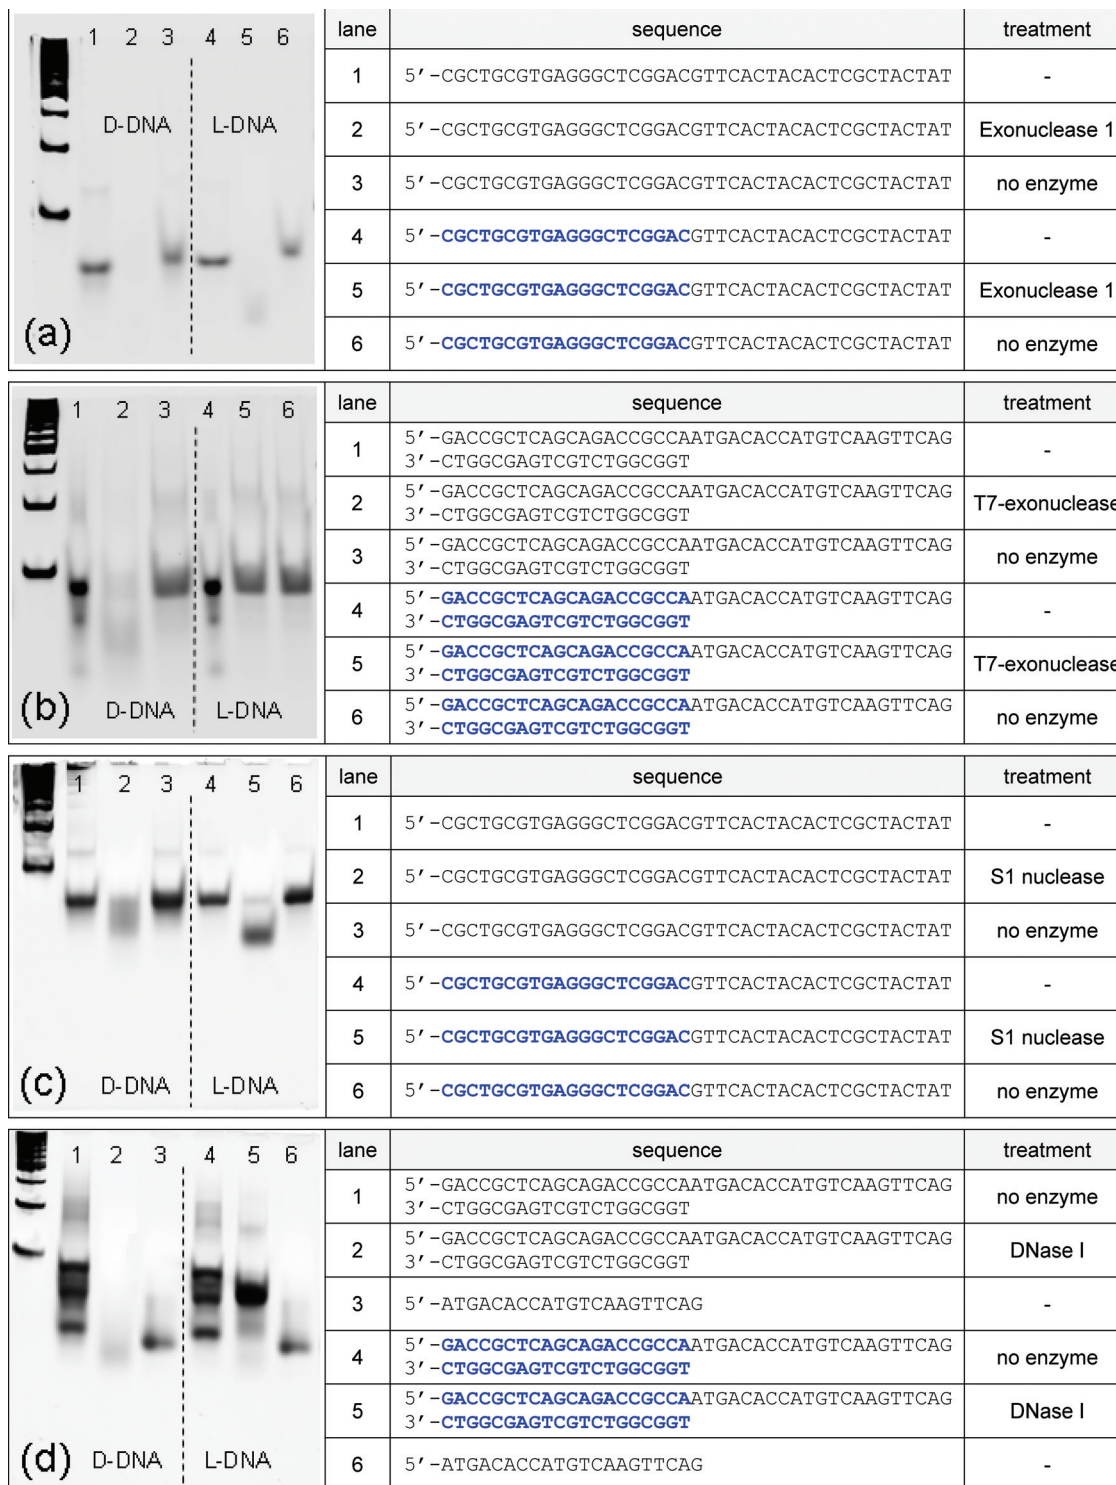 1 2 3 4 5 6
D-DNA L-DNA
(a)
lane sequence treatment
1 5′-CGCTGCGTGAGGGCTCGGACGTTCACTACACTCGCTACTAT -
2 5′-CGCTGCGTGAGGGCTCGGACGTTCACTACACTCGCTACTAT Exonuclease 1
3 5′-CGCTGCGTGAGGGCTCGGACGTTCACTACACTCGCTACTAT no enzyme
4 5′-CGCTGCGTGAGGGCTCGGACGTTCACTACACTCGCTACTAT -
5 5′-CGCTGCGTGAGGGCTCGGACGTTCACTACACTCGCTACTAT Exonuclease 1
6 5′-CGCTGCGTGAGGGCTCGGACGTTCACTACACTCGCTACTAT no enzyme
1 2 3 4 5 6
(b) D-DNA L-DNA
lane sequence treatment
1 5′-GACCGCTCAGCAGACCGCCAATGACACCATGTCAAGTTCAG -
3′-CTGGCGAGTCGTCTGGCGGT
2 5′-GACCGCTCAGCAGACCGCCAATGACACCATGTCAAGTTCAG T7-exonuclease
3′-CTGGCGAGTCGTCTGGCGGT
3 5′-GACCGCTCAGCAGACCGCCAATGACACCATGTCAAGTTCAG no enzyme
3′-CTGGCGAGTCGTCTGGCGGT
4 5′-GACCGCTCAGCAGACCGCCAATGACACCATGTCAAGTTCAG -
3′-CTGGCGAGTCGTCTGGCGGT
5 5′-GACCGCTCAGCAGACCGCCAATGACACCATGTCAAGTTCAG T7-exonuclease
3′-CTGGCGAGTCGTCTGGCGGT
6 5′-GACCGCTCAGCAGACCGCCAATGACACCATGTCAAGTTCAG no enzyme
3′-CTGGCGAGTCGTCTGGCGGT
1 2 3 4 5 6
(c) D-DNA L-DNA
lane sequence treatment
1 5′-CGCTGCGTGAGGGCTCGGACGTTCACTACACTCGCTACTAT -
2 5′-CGCTGCGTGAGGGCTCGGACGTTCACTACACTCGCTACTAT S1 nuclease
3 5′-CGCTGCGTGAGGGCTCGGACGTTCACTACACTCGCTACTAT no enzyme
4 5′-CGCTGCGTGAGGGCTCGGACGTTCACTACACTCGCTACTAT -
5 5′-CGCTGCGTGAGGGCTCGGACGTTCACTACACTCGCTACTAT S1 nuclease
6 5′-CGCTGCGTGAGGGCTCGGACGTTCACTACACTCGCTACTAT no enzyme
1 2 3 4 5 6
(d) D-DNA L-DNA
lane sequence treatment
1 5′-GACCGCTCAGCAGACCGCCAATGACACCATGTCAAGTTCAG no enzyme
3′-CTGGCGAGTCGTCTGGCGGT
2 5′-GACCGCTCAGCAGACCGCCAATGACACCATGTCAAGTTCAG DNase I
3′-CTGGCGAGTCGTCTGGCGGT
3 5′-ATGACACCATGTCAAGTTCAG -
4 5′-GACCGCTCAGCAGACCGCCAATGACACCATGTCAAGTTCAG no enzyme
3′-CTGGCGAGTCGTCTGGCGGT
5 5′-GACCGCTCAGCAGACCGCCAATGACACCATGTCAAGTTCAG DNase I
3′-CTGGCGAGTCGTCTGGCGGT
6 5′-ATGACACCATGTCAAGTTCAG -